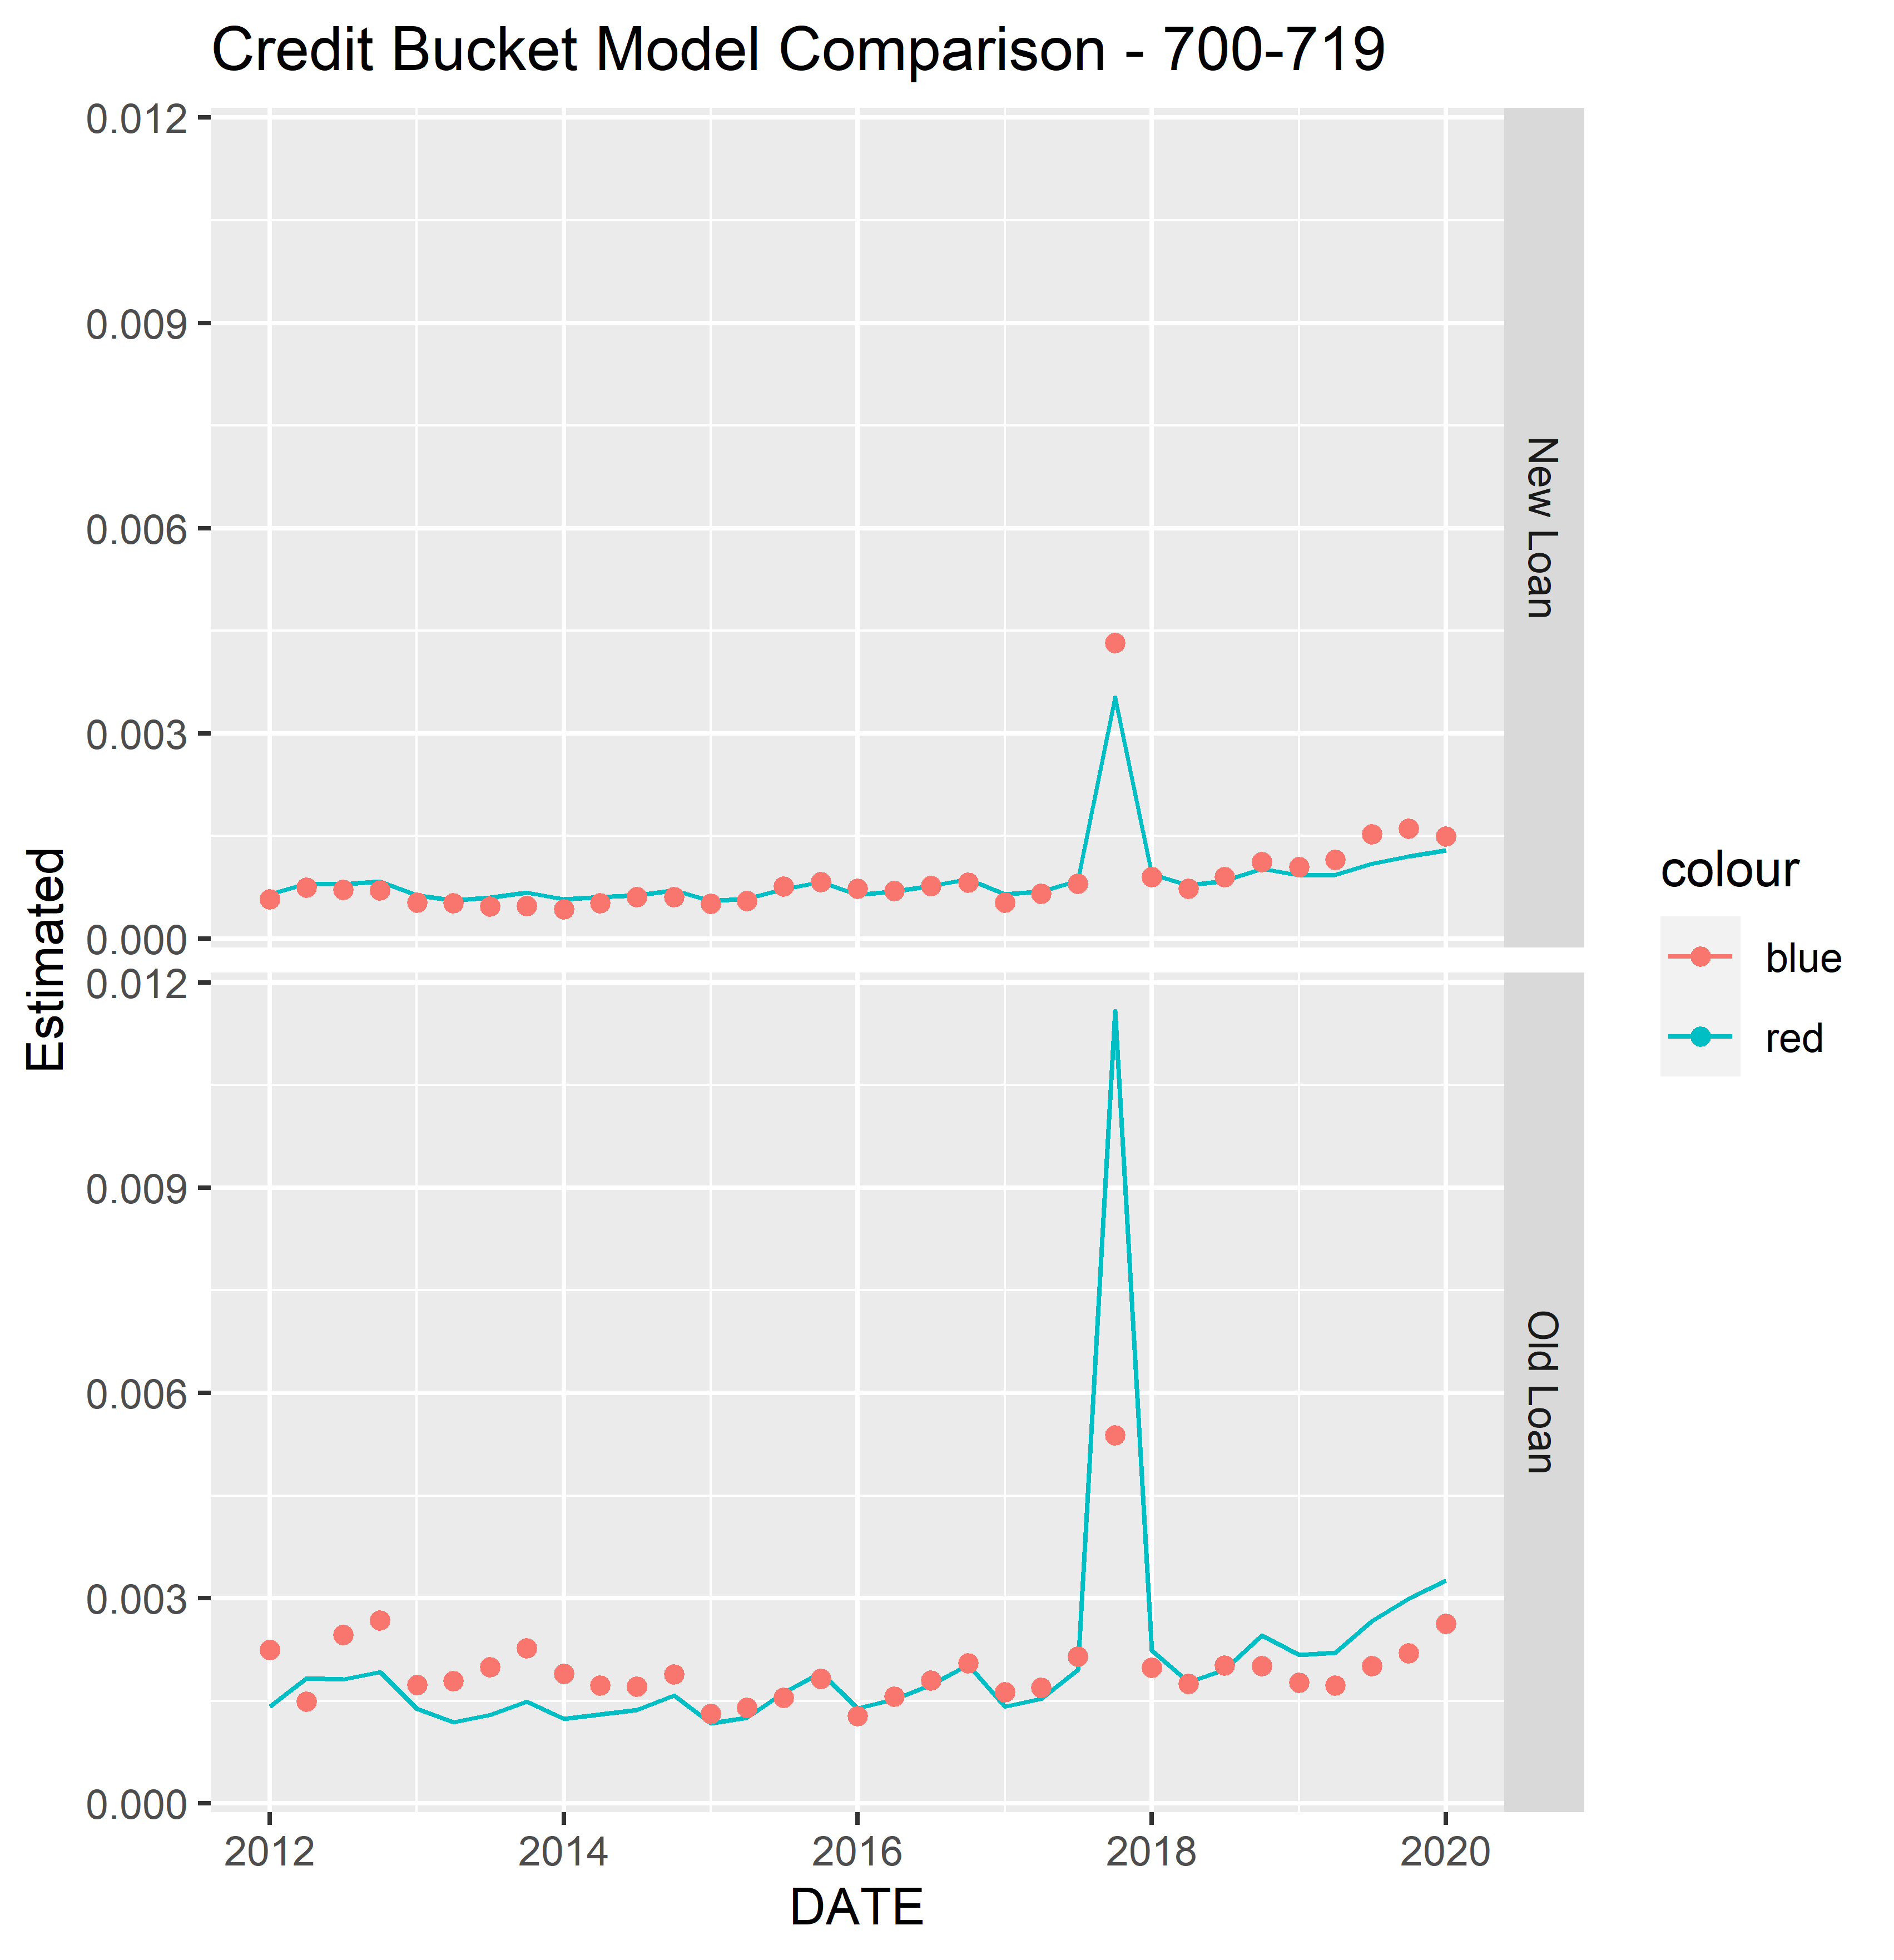 Credit Bucket Model Comparison - 700-719
0.012
0.009
0.006
0.003
0.000
New Loan
0.012
0.009
0.006
0.003
0.000
Old Loan
Estimated
2012
2014
2016
2018
2020
DATE
colour
blue
red